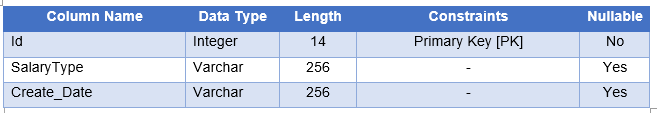 Column Name Data Type Length Constraints Nullable
Id Integer 14 Primary Key [PK] No
SalaryType Varchar 256 - Yes
Create_Date Varchar 256 - Yes